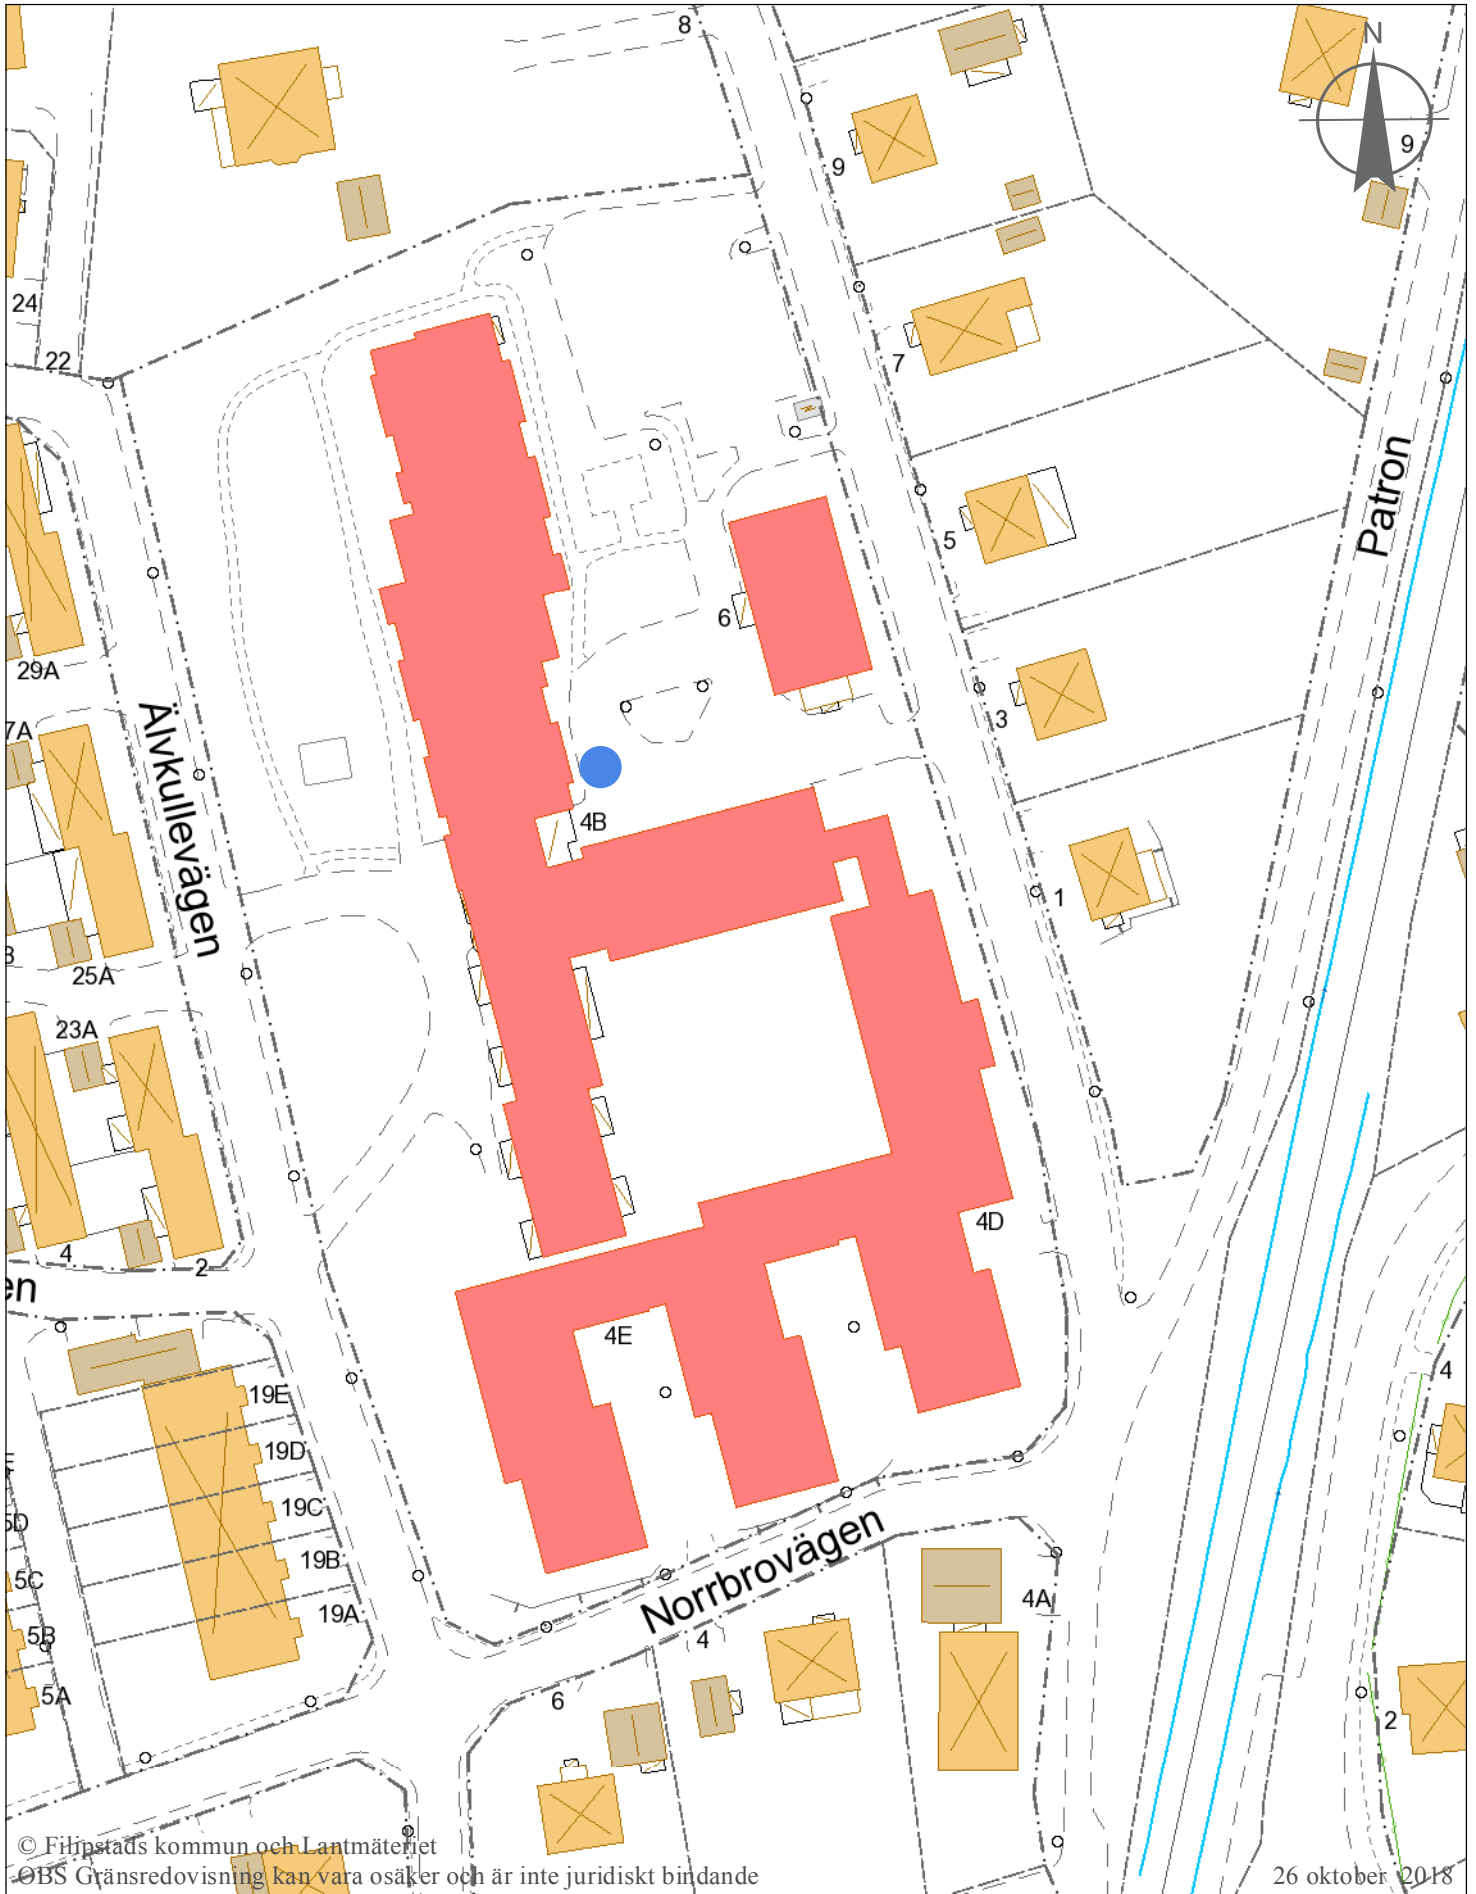 8
N
9
9
24
22
7
Patron
5
6
29A
3
7A
Älvkullevägen
4B
1
25A
23A
4D
4
2
4E
4
19E
19D
19C
5D
19B
5C
19A
4A
5B
4
Norrbrovägen
5A
6
2
© Filipstads kommun och Lantmäteriet
OBS Gränsredovisning kan vara osäker och är inte juridiskt bindande
26 oktober 2018